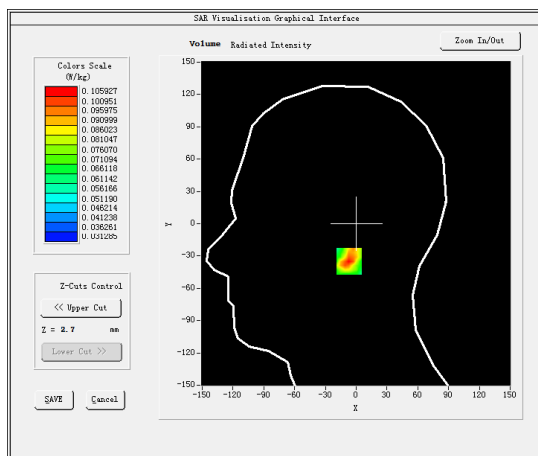 SAR Visualisation Graphical Interface
Volume Radiated Intensity
Zoom In/Out
Colors Scale
(W/kg)
0.105927
0.100951
0.095975
0.090999
0.086023
0.081047
0.076070
0.071094
0.066118
0.061142
0.056166
0.051190
0.046214
0.041238
0.036261
0.031285
Z-Cuts Control
<< Upper Cut
Z = 2.7 mm
Lower Cut >>
SAVE
Cancel
150
120
90
60
30
0
-30
-60
-90
-120
-150
Y
-150 -120 -90 -60 -30 0 30 60 90 120 150
X